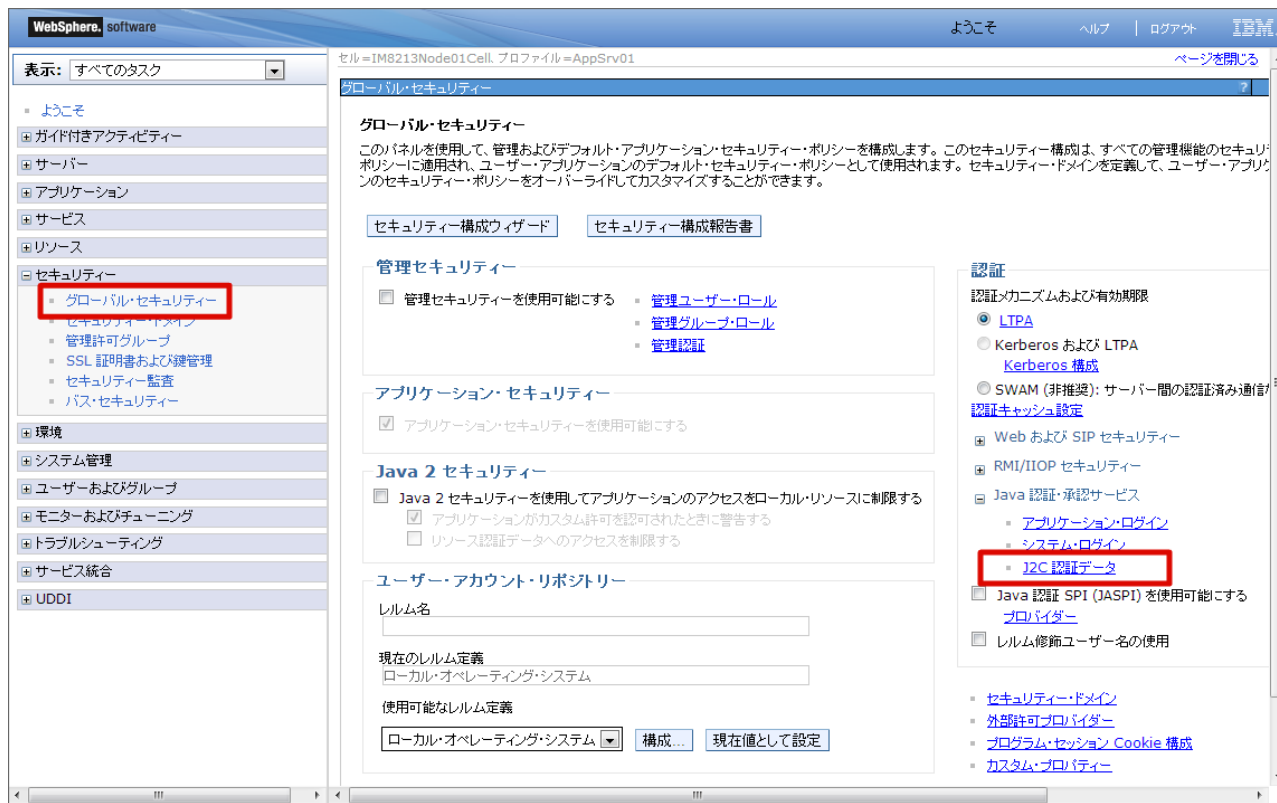 WebSphere. software
ようこそ
ヘルプ
ログアウト
IBM.
表示:
すべてのタスク
ようこそ
ガイド付きアクティビティー
サーバー
アプリケーション
サービス
リソース
セキュリティー
グローバル・セキュリティー
セキュリティー・ドメイン
管理許可グループ
SSL 証明書および鍵管理
セキュリティー監査
バス・セキュリティー
環境
システム管理
ユーザーおよびグループ
モニターおよびチューニング
トラブルシューティング
サービス統合
UDDI
セル=IM8213Node01Cell, プロファイル=AppSrv01
ページを閉じる
グローバル・セキュリティー
?
グローバル・セキュリティー
このパネルを使用して、管理およびデフォルト・アプリケーション・セキュリティー・ポリシーを構成します。このセキュリティー構成は、すべての管理機能のセキュリ
ポリシーに適用され、ユーザー・アプリケーションのデフォルト・セキュリティー・ポリシーとして使用されます。セキュリティー・ドメインを定義して、ユーザー・アプリケ
ンのセキュリティー・ポリシーをオーバーライドしてカスタマイズすることができます。
セキュリティー構成ウィザード
セキュリティー構成報告書
管理セキュリティー
管理セキュリティーを使用可能にする
管理ユーザー・ロール
管理グループ・ロール
管理認証
アプリケーション・セキュリティー
アプリケーション・セキュリティーを使用可能にする
Java 2 セキュリティー
Java 2 セキュリティーを使用してアプリケーションのアクセスをローカル・リソースに制限する
アプリケーションがカスタム許可を認可されたときに警告する
リソース認証データへのアクセスを制限する
ユーザー・アカウント・リポジトリー
レルム名
現在のレルム定義
ローカル・オペレーティング・システム
使用可能なレルム定義
ローカル・オペレーティング・システム
構成...
現在値として設定
認証
認証メカニズムおよび有効期限
LTPA
Kerberos および LTPA
Kerberos 構成
SWAM (非推奨): サーバー間の認証済み通信が
認証キャッシュ設定
Web および SIP セキュリティー
RMI/IIOP セキュリティー
Java 認証・承認サービス
アプリケーション・ログイン
システム・ログイン
J2C 認証データ
Java 認証 SPI (JASPI) を使用可能にする
プロバイダー
レルム修飾ユーザー名の使用
セキュリティー・ドメイン
外部許可プロバイダー
プログラム・セッション Cookie 構成
カスタム・プロパティー